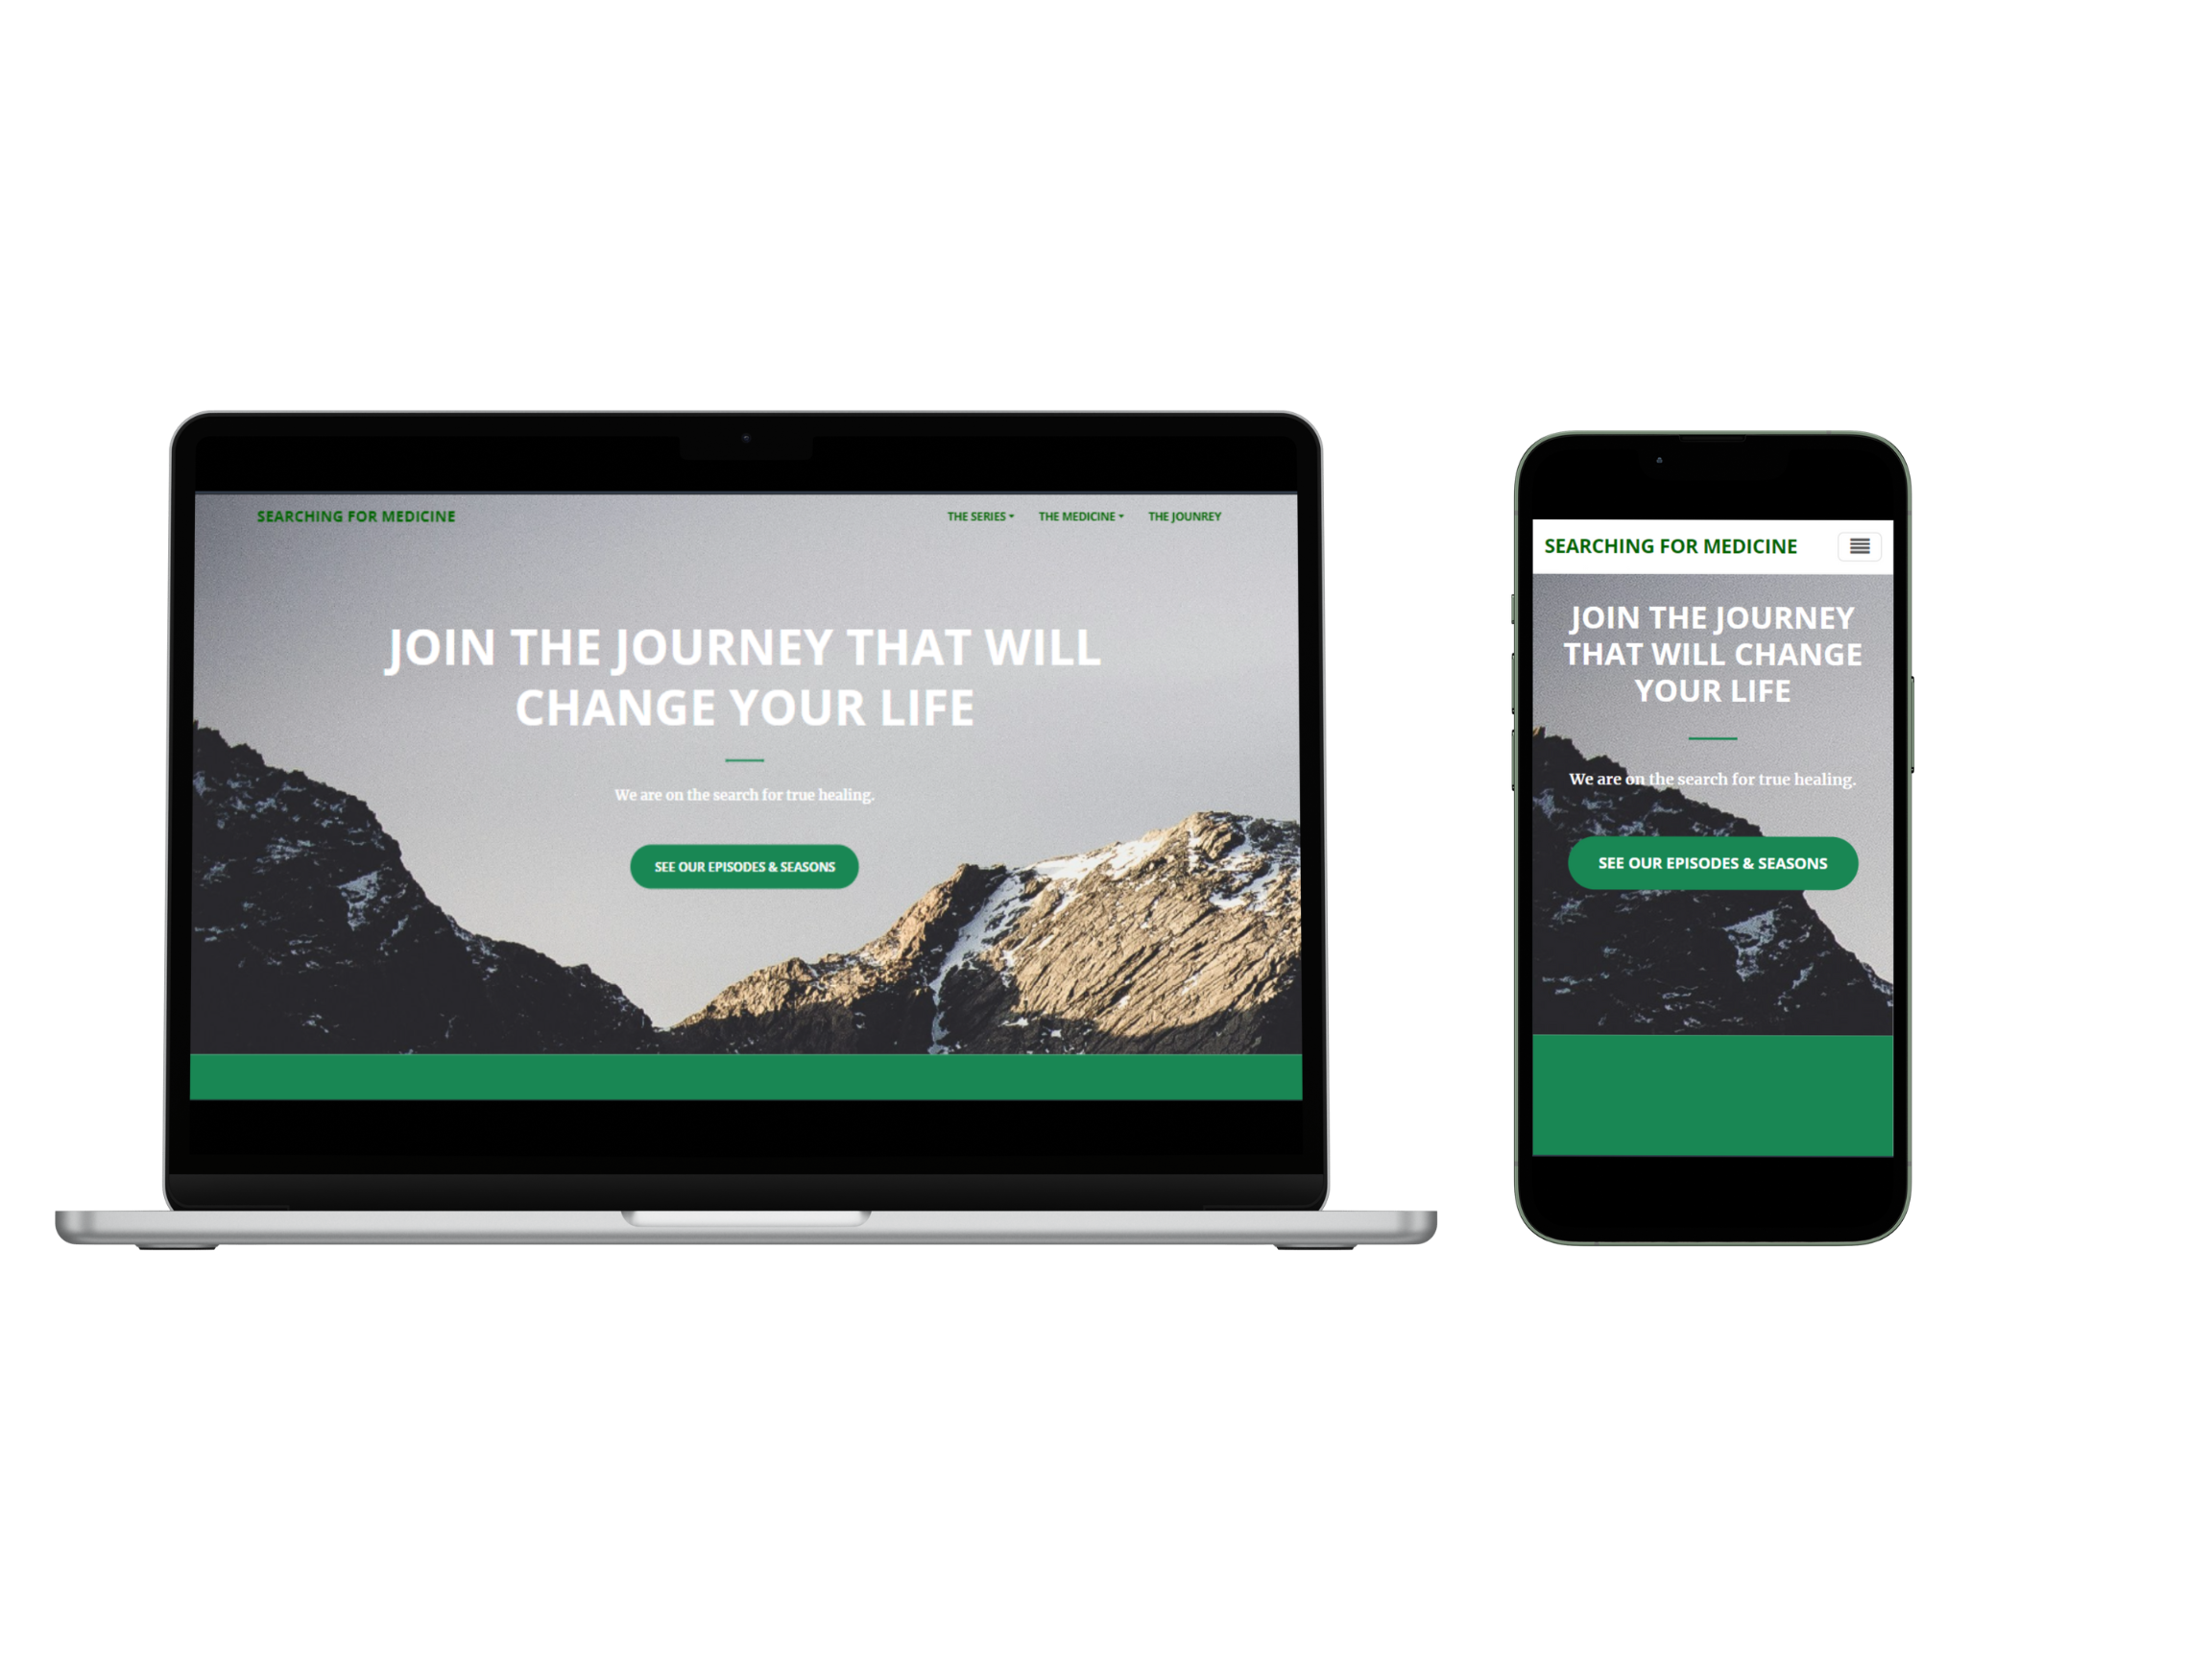 SEARCHING FOR MEDICINE
THE SERIES
THE MEDICINE
THE JOUNREY
JOIN THE JOURNEY THAT WILL
CHANGE YOUR LIFE
We are on the search for true healing.
SEE OUR EPISODES & SEASONS
SEARCHING FOR MEDICINE
JOIN THE JOURNEY
THAT WILL CHANGE
YOUR LIFE
We are on the search for true healing.
SEE OUR EPISODES & SEASONS